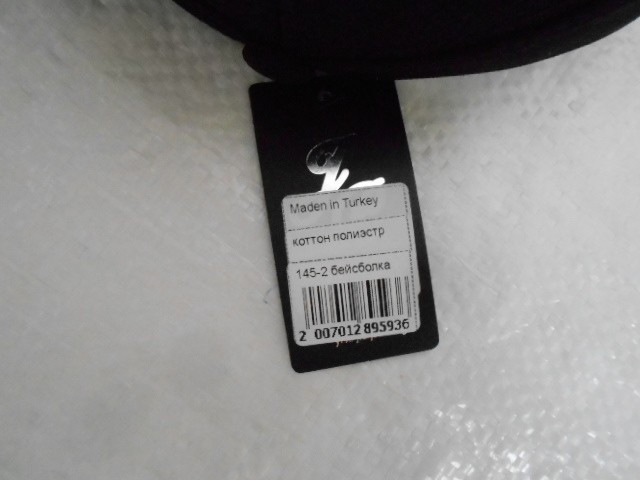 Maden in Turkey
коттон полиэстр
145-2 бейсболка
2 007012 895936